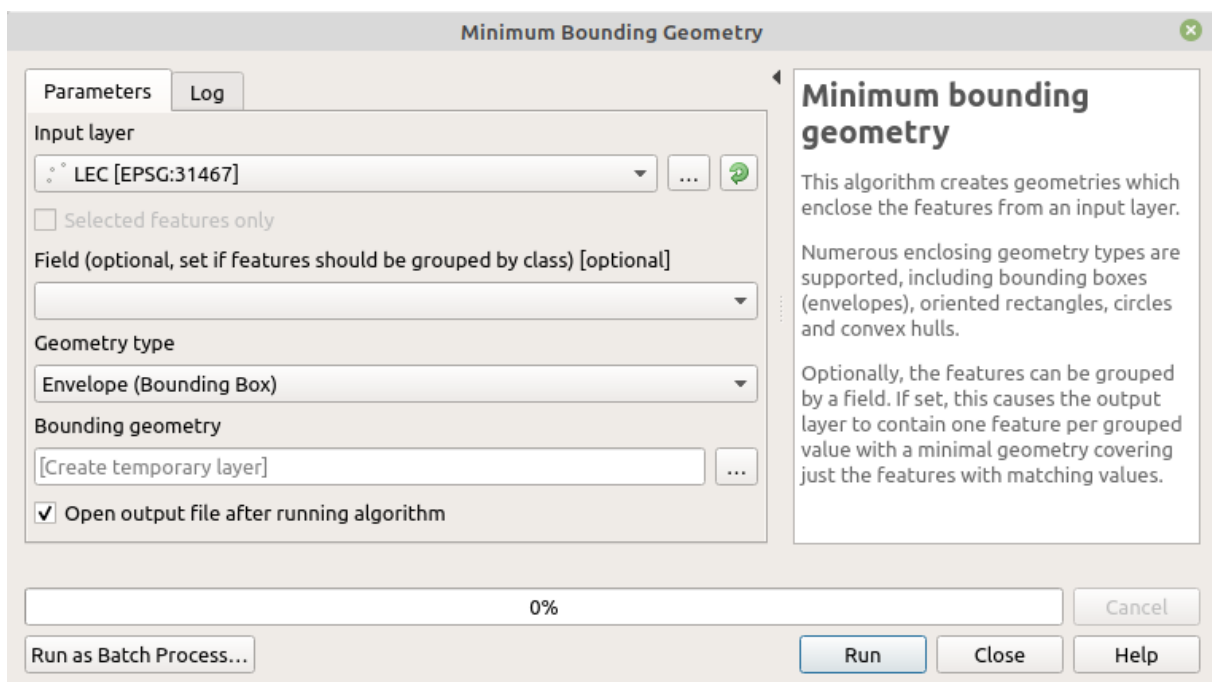 Minimum Bounding Geometry
Parameters
Log
Input layer
LEC [EPSG:31467]
...
Selected features only
Field (optional, set if features should be grouped by class) [optional]
Geometry type
Envelope (Bounding Box)
Bounding geometry
[Create temporary layer]
...
Open output file after running algorithm
Minimum bounding
geometry
This algorithm creates geometries which
enclose the features from an input layer.
Numerous enclosing geometry types are
supported, including bounding boxes
(envelopes), oriented rectangles, circles
and convex hulls.
Optionally, the features can be grouped
by a field. If set, this causes the output
layer to contain one feature per grouped
value with a minimal geometry covering
just the features with matching values.
0%
Cancel
Run as Batch Process...
Run
Close
Help